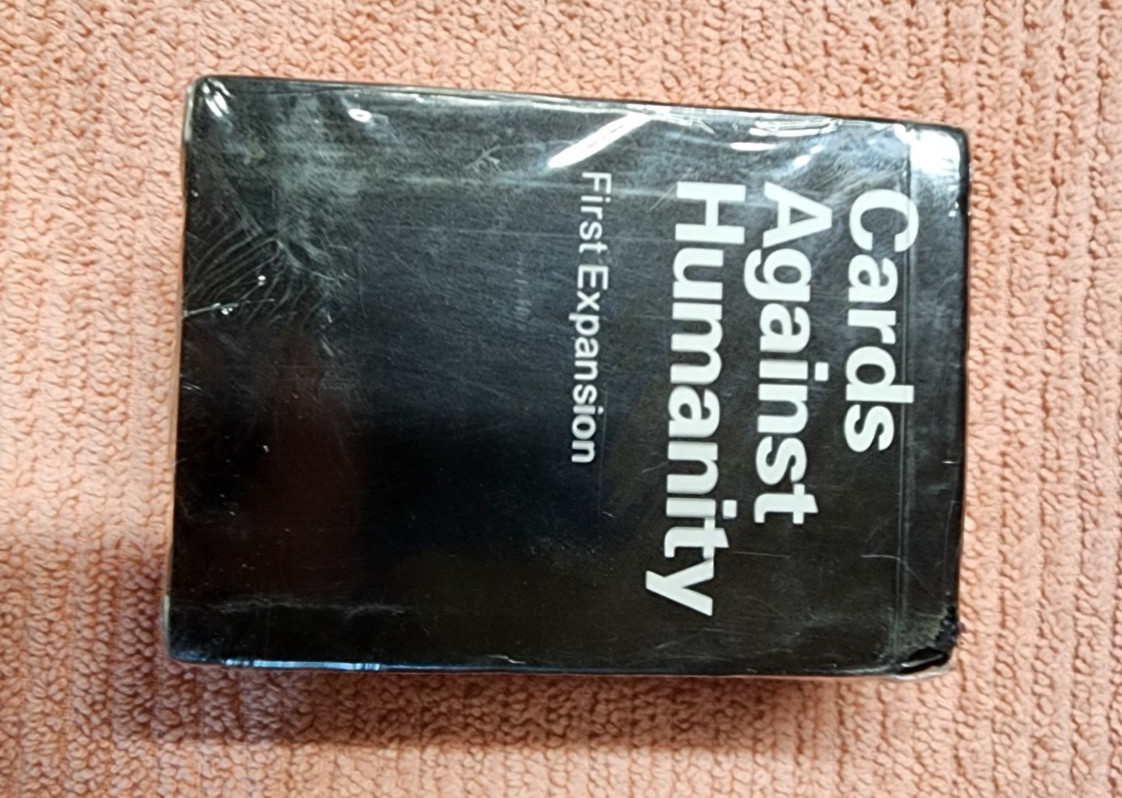 Cards
Against
Humanity
First Expansion